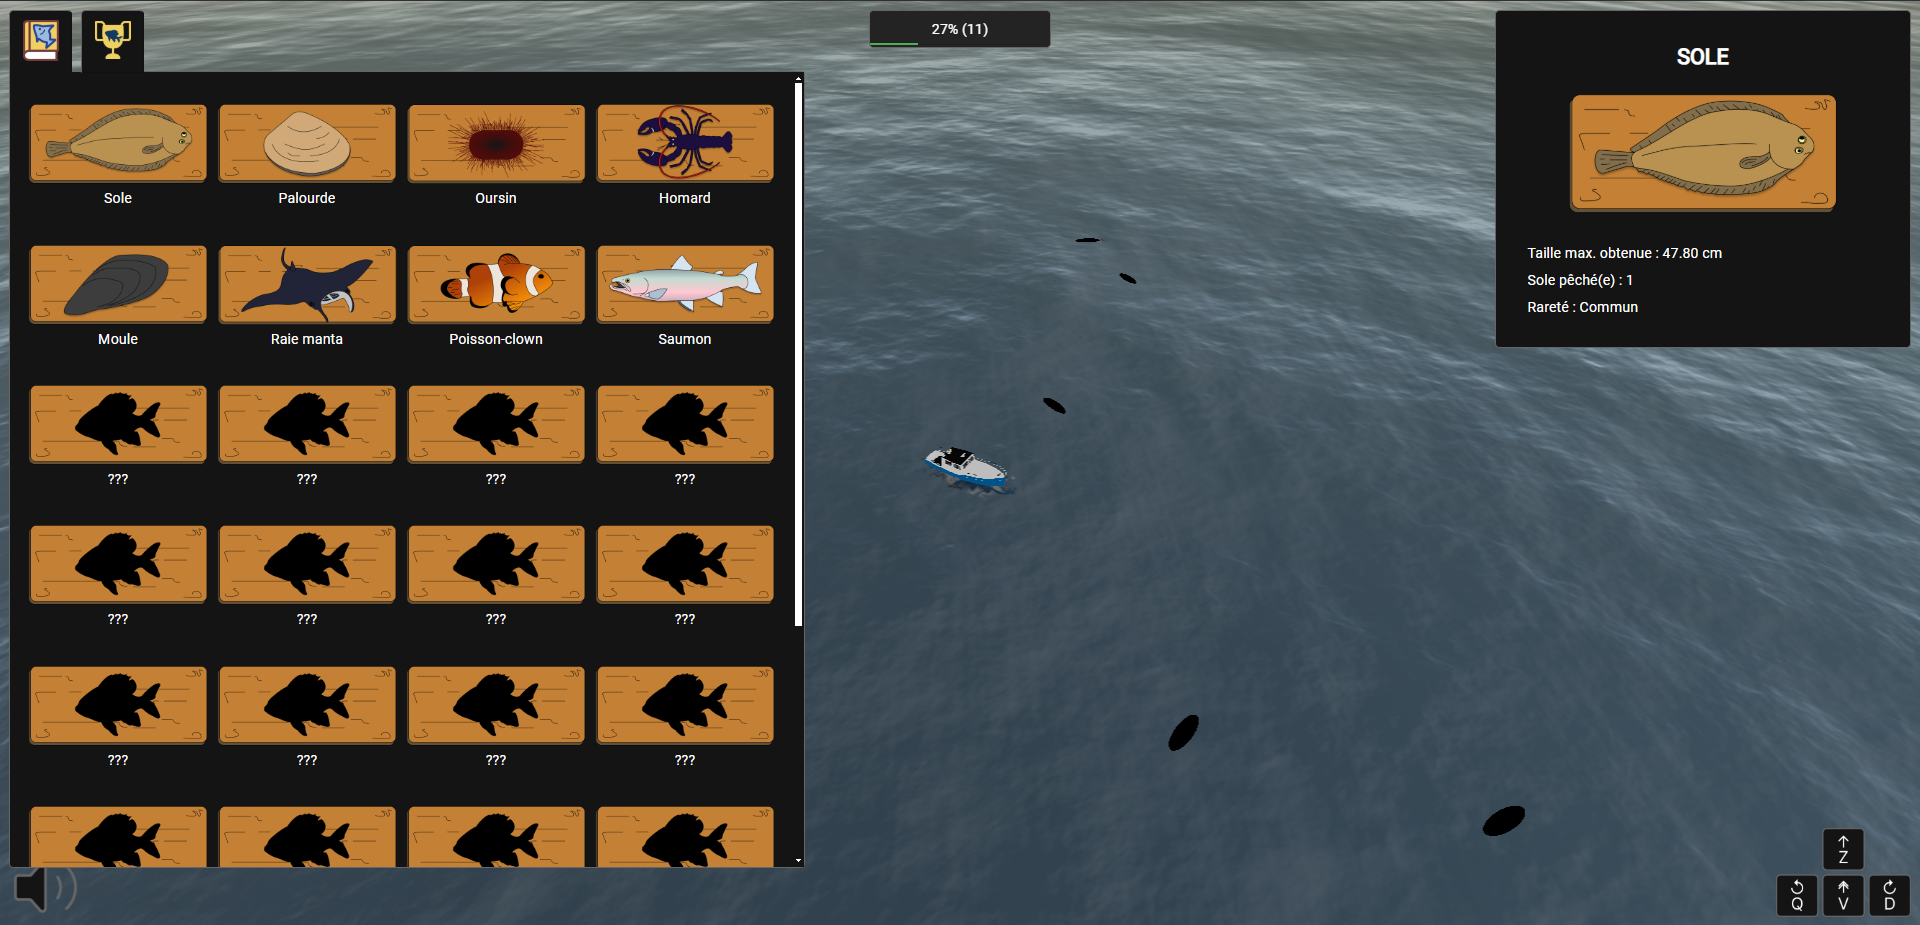 27% (11)
SOLE
Sole
Palourde
Oursin
Homard
Moule
Raie manta
Poisson-clown
Saumon
???
???
???
???
???
???
???
???
???
???
???
???
Taille max. obtenue : 47.80 cm
Sole pêché(e) : 1
Rareté : Commun
Z
Q
V
D